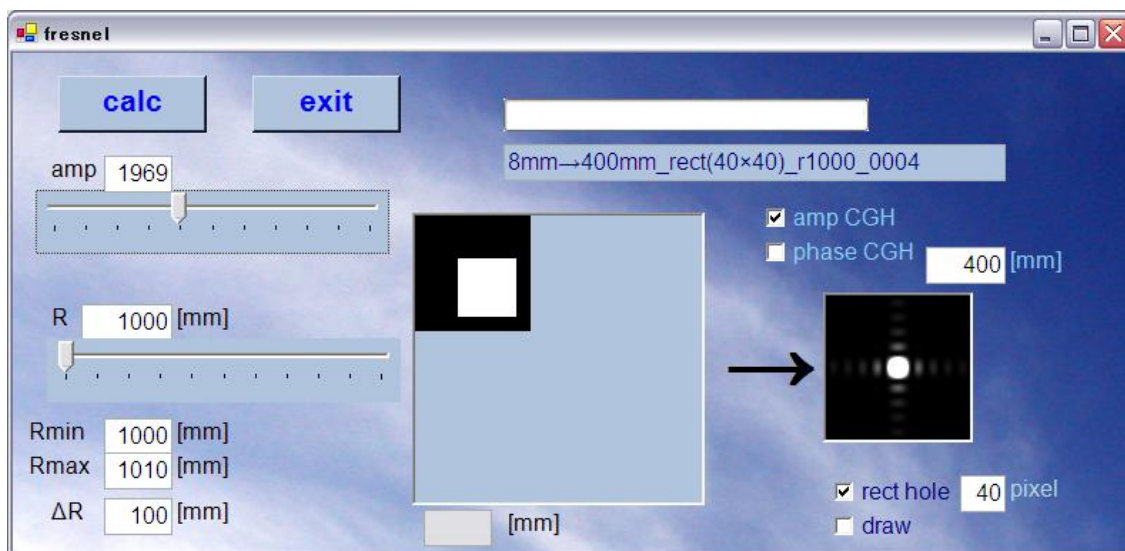 fresnel
calc
exit
8mm→400mm_rect(40×40)_r1000_0004
amp 1969
amp CGH
phase CGH
400 [mm]
R 1000 [mm]
Rmin 1000 [mm]
Rmax 1010 [mm]
ΔR 100 [mm]
[mm]
rect hole 40 pixel
draw